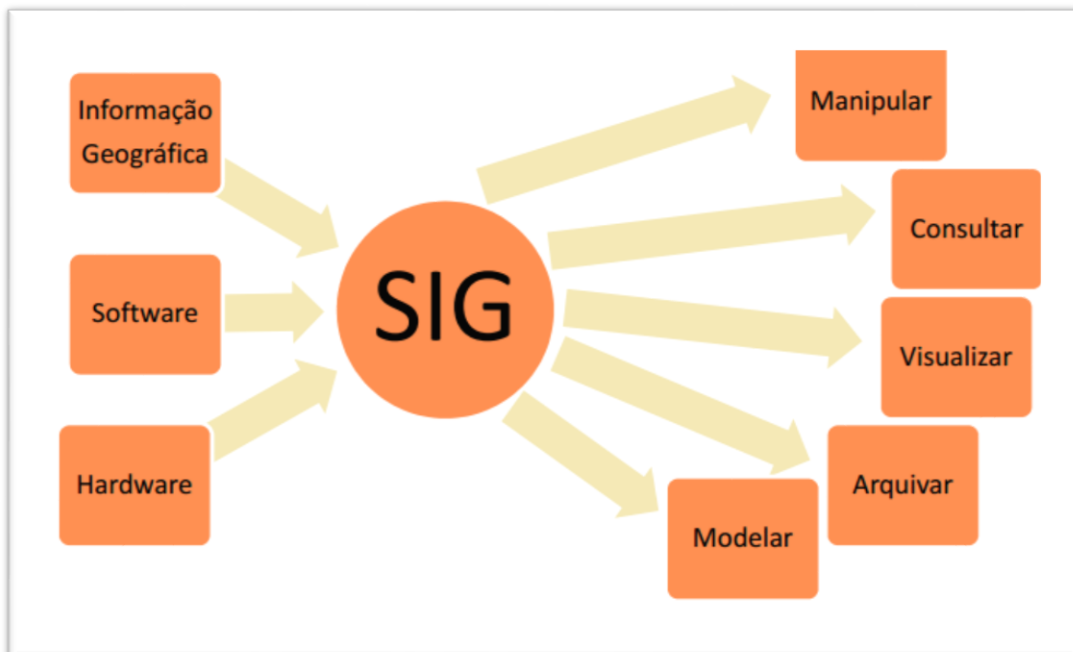 Informação
Geográfica
Software
Hardware
SIG
Manipular
Consultar
Visualizar
Arquivar
Modelar